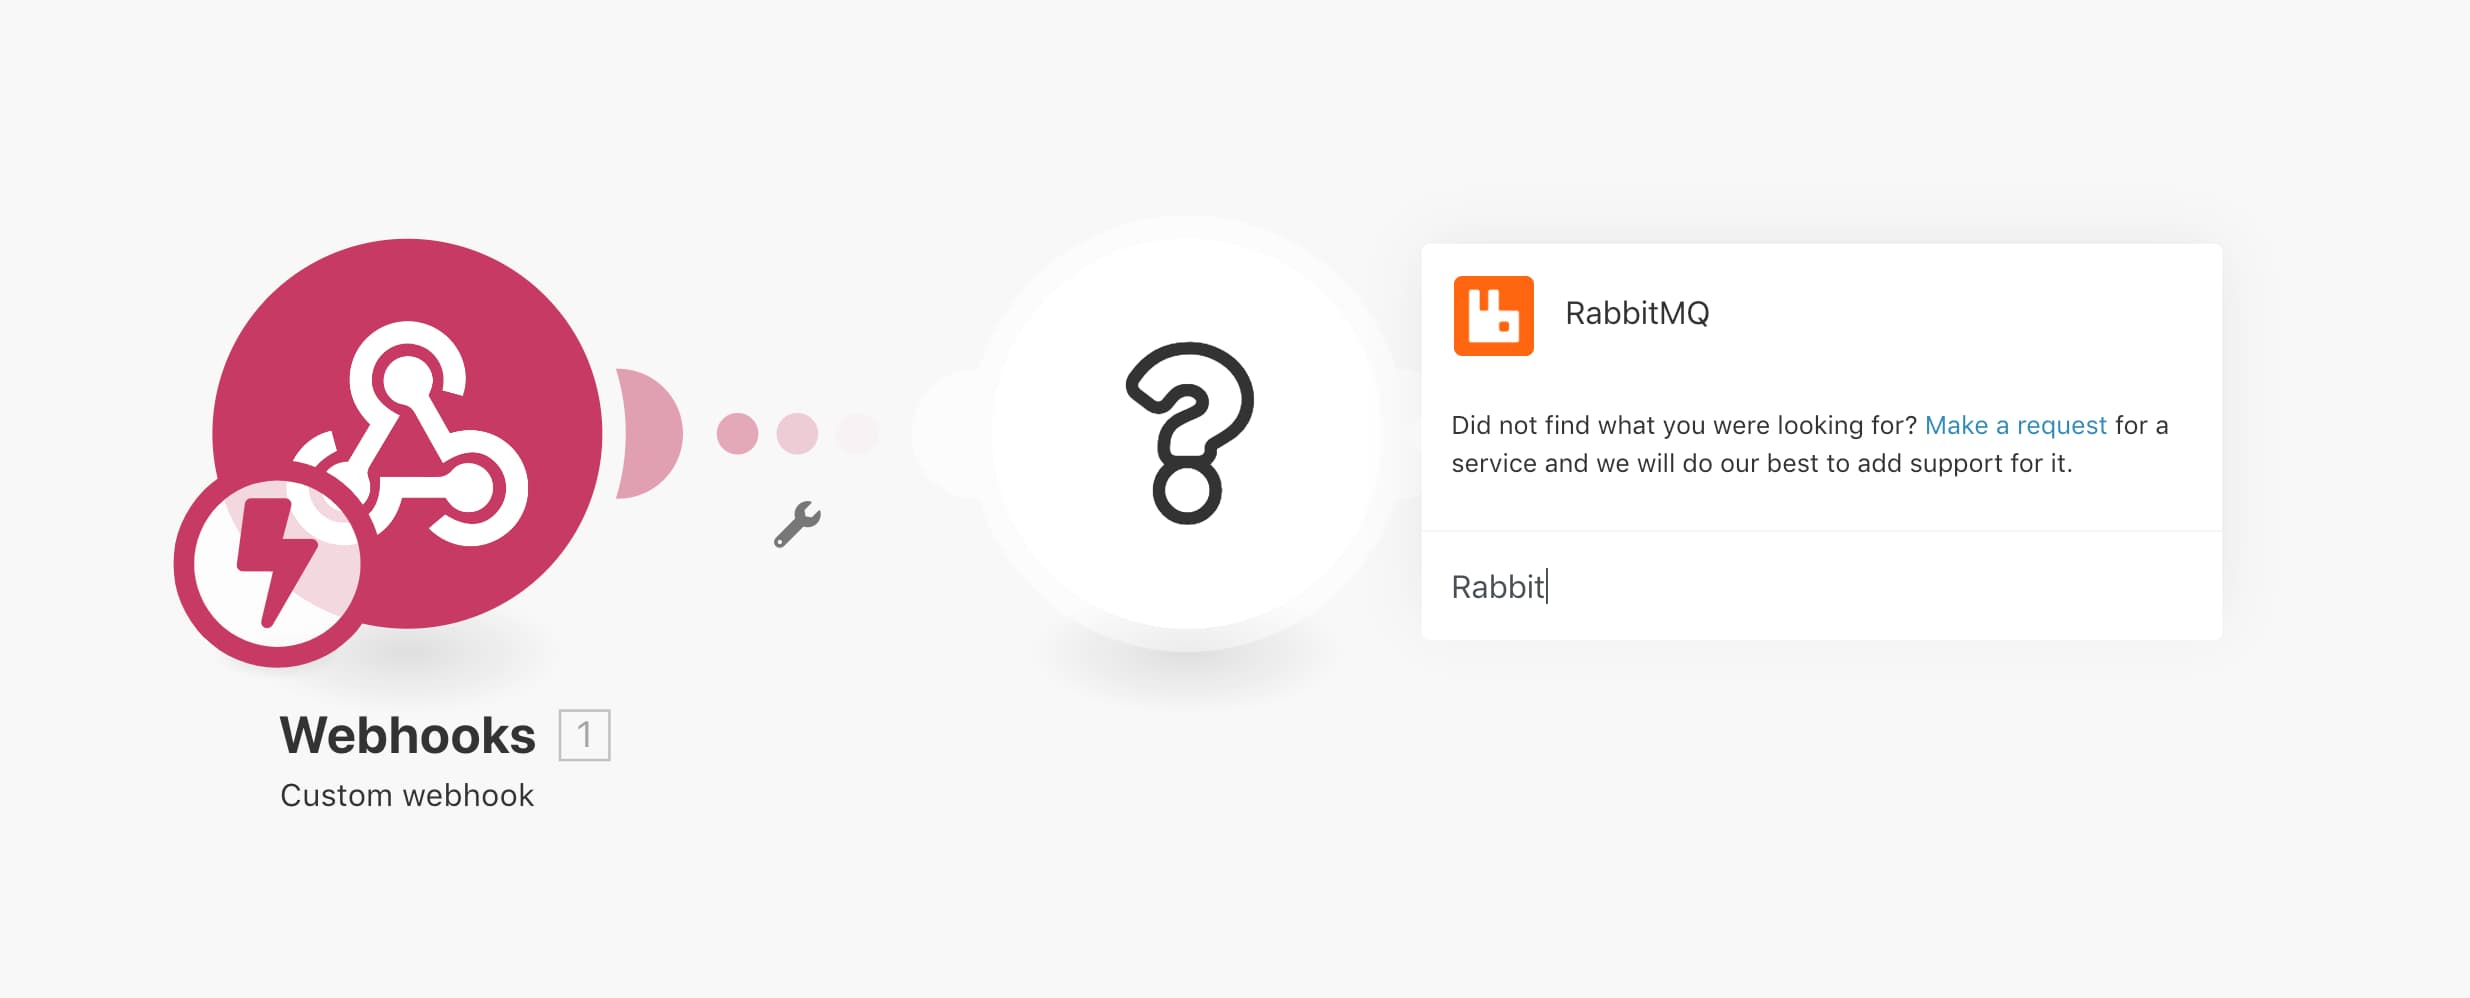 RabbitMQ
Did not find what you were looking for? Make a request for a
service and we will do our best to add support for it.
Rabbit
Webhooks 1
Custom webhook